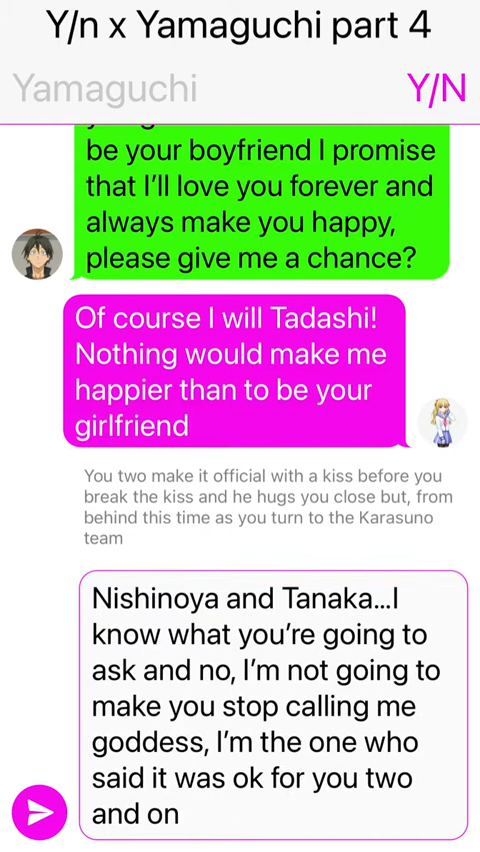 Y/n x Yamaguchi part 4
Yamaguchi
Y/N
be your boyfriend I promise
that I’ll love you forever and
always make you happy,
please give me a chance?
Of course I will Tadashi!
Nothing would make me
happier than to be your
girlfriend
You two make it official with a kiss before you
break the kiss and he hugs you close but, from
behind this time as you turn to the Karasuno
team
Nishinoya and Tanaka...I
know what you’re going to
ask and no, I’m not going to
make you stop calling me
goddess, I’m the one who
said it was ok for you two
and on